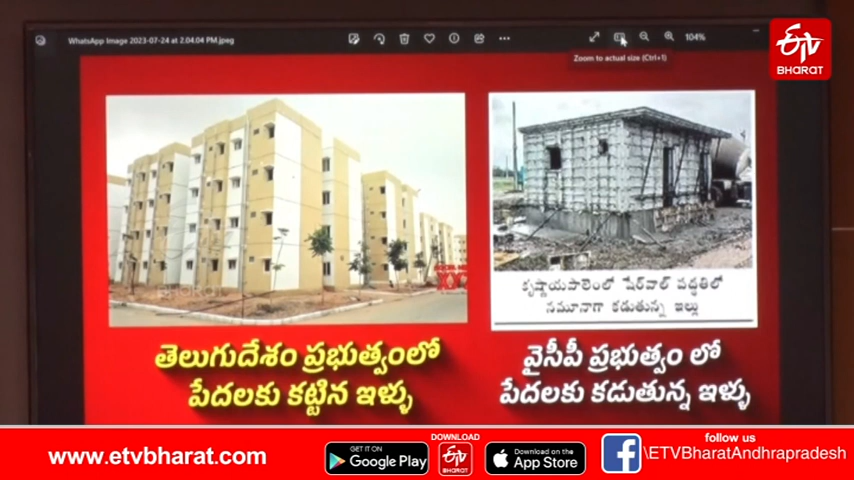 WhatsApp Image 2023-07-24 at 2.04.04 PM.jpeg
104%
Zoom to actual size (Ctrl+1)
ETV
BHARAT
కృష్ణాయపాలెంలో షేర్‌వాల్ పద్ధతిలో
నమూనాగా కడుతున్న ఇల్లు
తెలుగుదేశం ప్రభుత్వంలో
పేదలకు కట్టిన ఇళ్ళు
వైసీపీ ప్రభుత్వం లో
పేదలకు కడుతున్న ఇళ్ళు
www.etvbharat.com
GET IT ON
Google Play
DOWNLOAD
ETV
BHARAT
Download on the
App Store
follow us
\ETVBharatAndhrapradesh